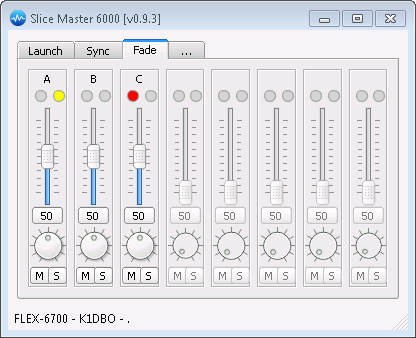 Slice Master 6000 [v0.9.3]
Launch Sync Fade ...
A B C
50 50 50 50 50 50 50 50
M S M S M S M S M S M S M S M S
FLEX-6700 - K1DBO - .